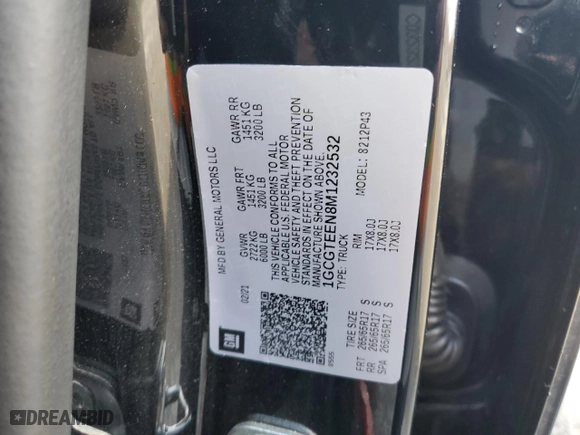 MFD BY GENERAL MOTORS LLC
02/21
GVWR
2722 KG
6000 LB
GAWR FRT
1451 KG
3200 LB
GAWR RR
1451 KG
3200 LB
THIS VEHICLE CONFORMS TO ALL
APPLICABLE U.S. FEDERAL MOTOR
VEHICLE SAFETY AND THEFT PREVENTION
STANDARDS IN EFFECT ON THE DATE OF
MANUFACTURE SHOWN ABOVE.
1GCGTEEN8M1232532
TYPE: TRUCK
MODEL: 8212P43
TIRE SIZE RIM
FRT 265/65R17 S 17X8.0J
RR 265/65R17 S 17X8.0J
SPA 265/65R17 S 17X8.0J
GM
DREAMBID